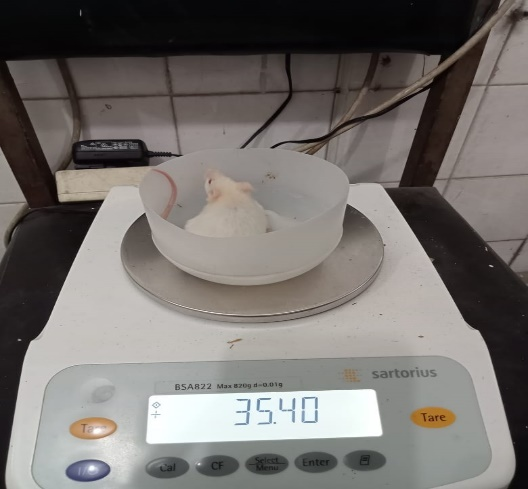 sartorius
BSA822 Max 820g d=0.01g
35.40
Tare
Tare
Cal
CF
Select
Menu
Enter